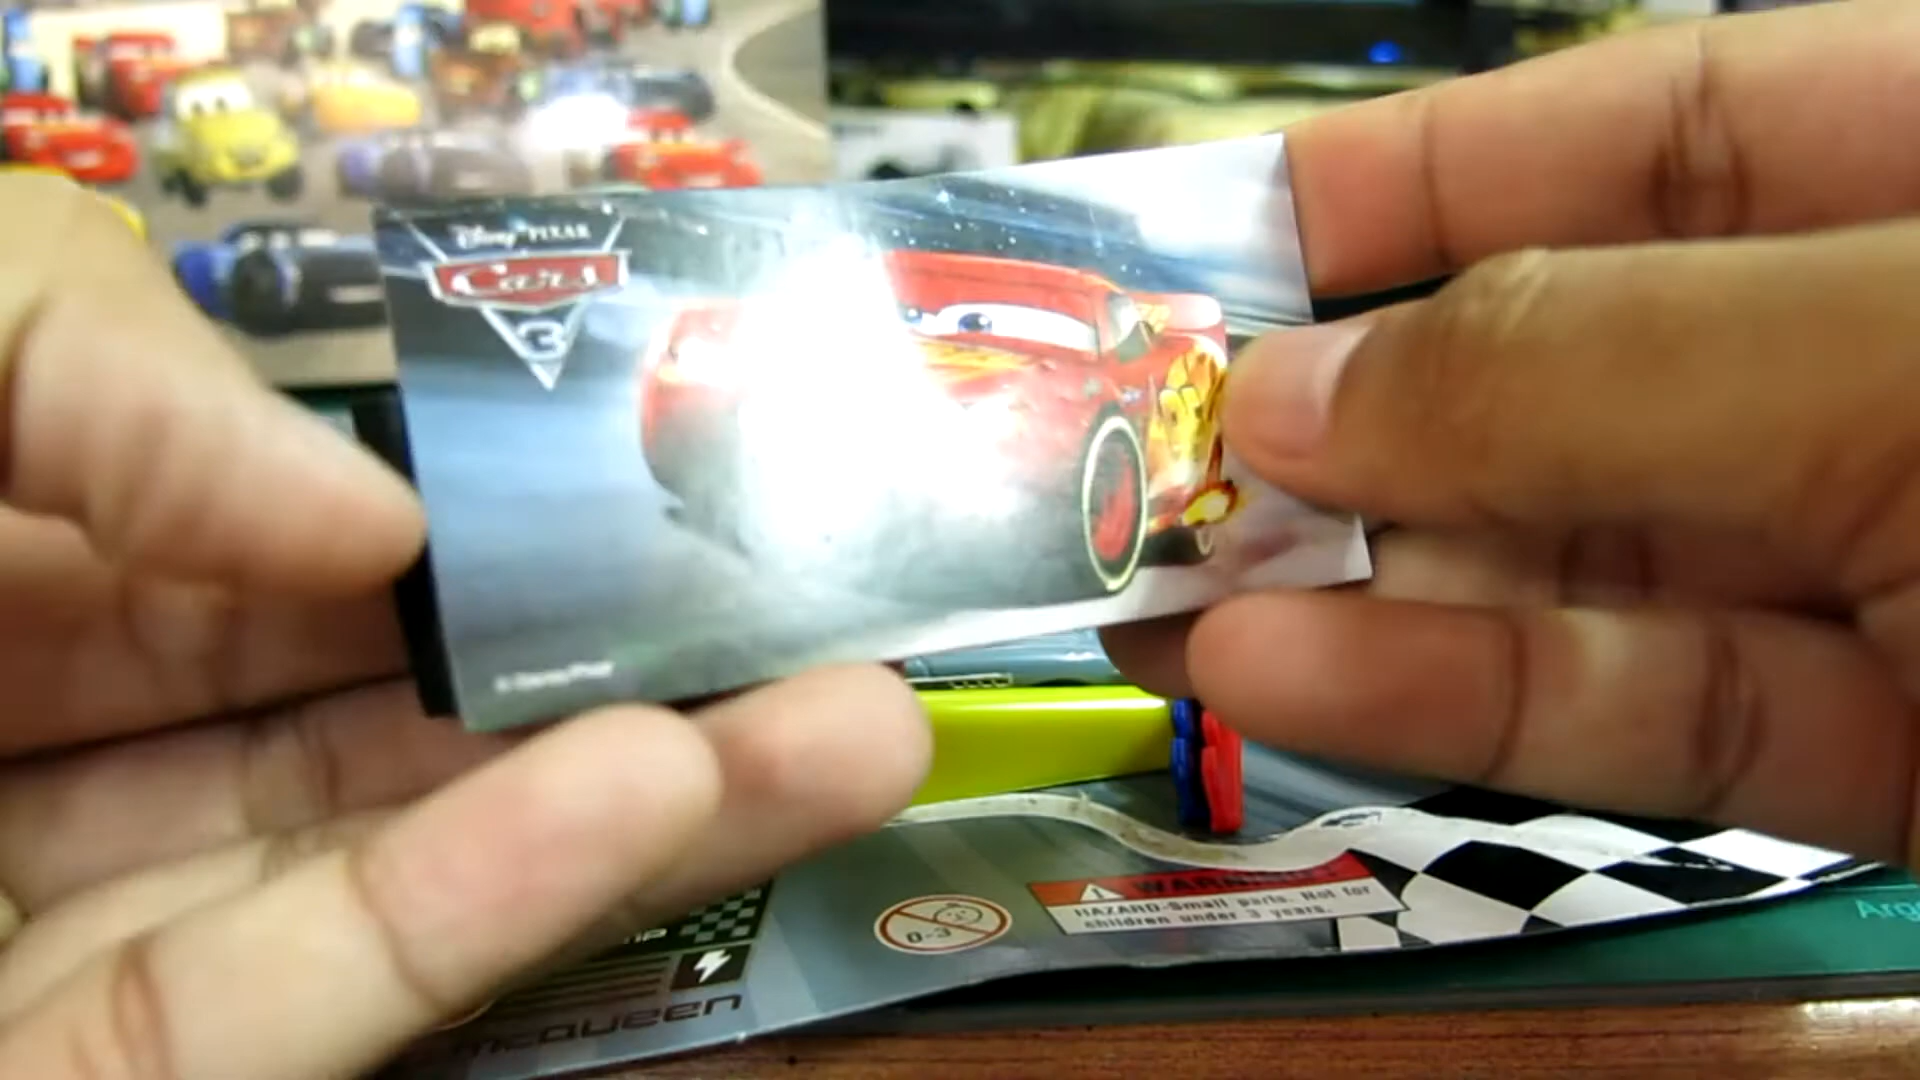 Disney PIXAR
Cars
3
© Disney/Pixar
WARNING:
HAZARD-Small parts. Not for
children under 3 years.
0-3
mcqueen
Arg